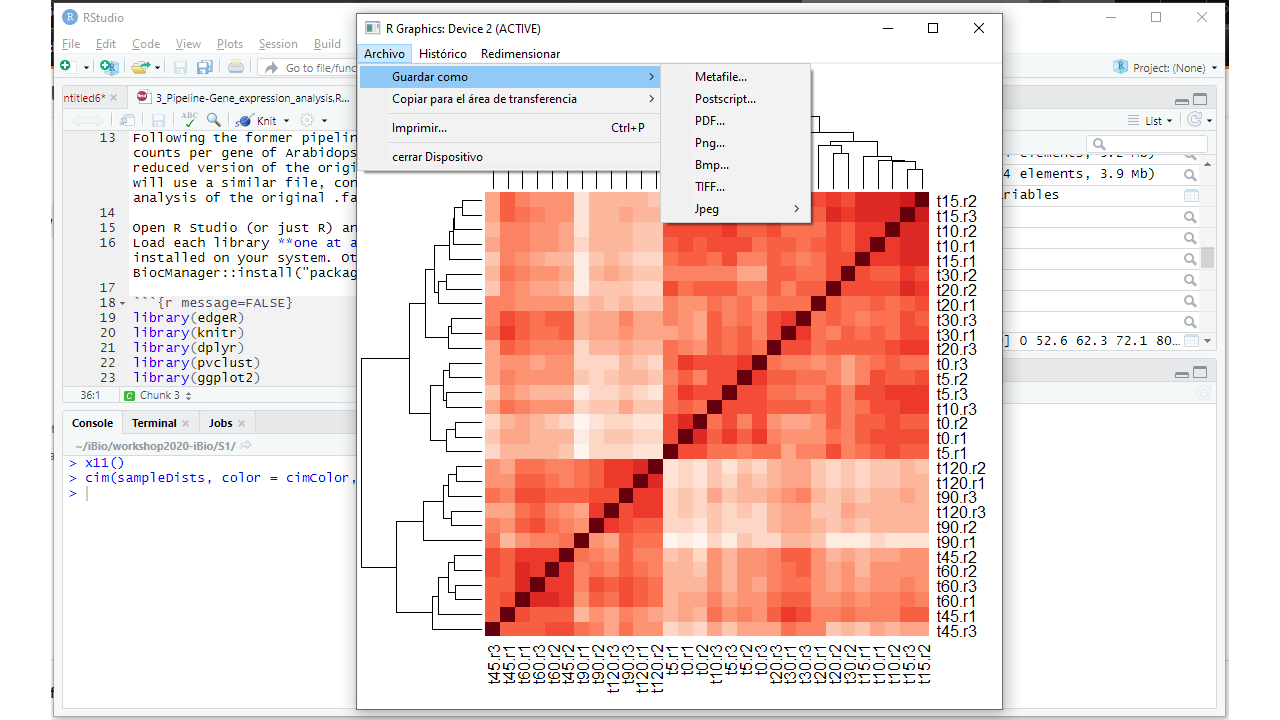 RStudio
File Edit Code View Plots Session Build
Go to file/func
Project: (None)
ntitled6*
3_Pipeline-Gene_expression_analysis.R...
Knit
13 Following the former pipelin
counts per gene of Arabidops
reduced version of the origi
will use a similar file, con
analysis of the original .fa
14
15 Open R Studio (or just R) an
16 Load each library **one at a
installed on your system. Ot
BiocManager::install("packag
17
18 ```{r message=FALSE}
19 library(edgeR)
20 library(knitr)
21 library(dplyr)
22 library(pvclust)
23 library(ggplot2)
36:1 Chunk 3
Console Terminal Jobs
~/iBio/workshop2020-iBio/S1/
> x11()
> cim(sampleDists, color = cimColor,
>
R Graphics: Device 2 (ACTIVE)
Archivo Histórico Redimensionar
Guardar como
Copiar para el área de transferencia
Imprimir... Ctrl+P
cerrar Dispositivo
Metafile...
Postscript...
PDF...
Png...
Bmp...
TIFF...
Jpeg
t15.r2
t15.r3
t10.r2
t10.r1
t15.r1
t30.r2
t20.r2
t20.r1
t30.r3
t30.r1
t20.r3
t0.r3
t5.r2
t5.r3
t10.r3
t0.r2
t0.r1
t5.r1
t120.r2
t120.r1
t90.r3
t120.r3
t90.r2
t90.r1
t45.r2
t60.r2
t60.r3
t60.r1
t45.r1
t45.r3
t45.r3
t45.r1
t60.r1
t60.r3
t60.r2
t45.r2
t90.r1
t90.r2
t120.r3
t90.r3
t120.r1
t120.r2
t5.r1
t0.r1
t0.r2
t10.r3
t5.r3
t5.r2
t0.r3
t20.r3
t30.r1
t30.r3
t20.r1
t20.r2
t30.r2
t15.r1
t10.r1
t10.r2
t15.r3
t15.r2
List
4 elements, 3.9 Mb)
riables
] 0 52.6 62.3 72.1 80...